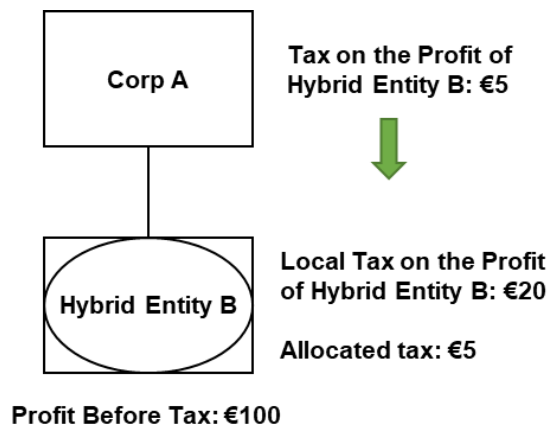 Corp A
Tax on the Profit of
Hybrid Entity B: €5
Hybrid Entity B
Local Tax on the Profit
of Hybrid Entity B: €20
Allocated tax: €5
Profit Before Tax: €100